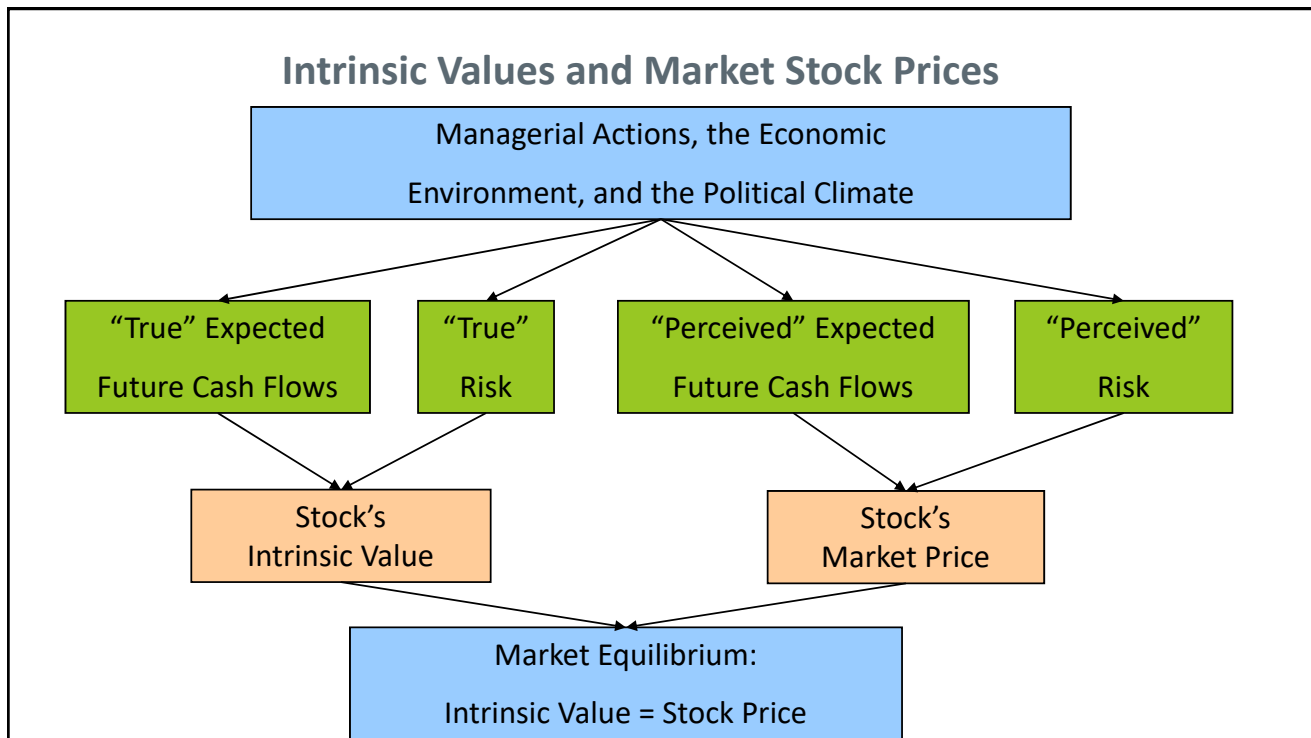 Intrinsic Values and Market Stock Prices
Managerial Actions, the Economic
Environment, and the Political Climate
“True” Expected
Future Cash Flows
“True”
Risk
“Perceived” Expected
Future Cash Flows
“Perceived”
Risk
Stock’s
Intrinsic Value
Stock’s
Market Price
Market Equilibrium:
Intrinsic Value = Stock Price